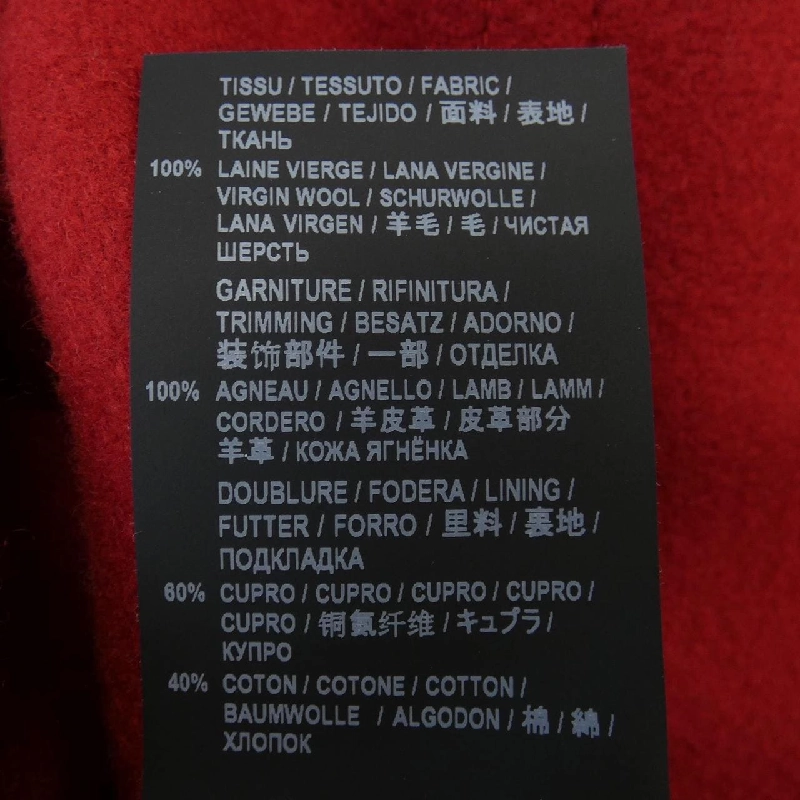 TISSU / TESSUTO / FABRIC /
GEWEBE / TEJIDO / 面料 / 表地 /
ТКАНЬ
100% LAINE VIERGE / LANA VERGINE /
VIRGIN WOOL / SCHURWOLLE /
LANA VIRGEN / 羊毛 / 毛 / ЧИСТАЯ
ШЕРСТЬ
GARNITURE / RIFINITURA /
TRIMMING / BESATZ / ADORNO /
装饰部件 / 一部 / ОТДЕЛКА
100% AGNEAU / AGNELLO / LAMB / LAMM /
CORDERO / 羊皮革 / 皮革部分
羊革 / КОЖА ЯГНЁНКА
DOUBLURE / FODERA / LINING /
FUTTER / FORRO / 里料 / 裏地 /
ПОДКЛАДКА
60% CUPRO / CUPRO / CUPRO / CUPRO /
CUPRO / 铜氨纤维 / キュプラ /
КУПРО
40% COTON / COTONE / COTTON /
BAUMWOLLE / ALGODON / 棉 / 綿 /
ХЛОПОК